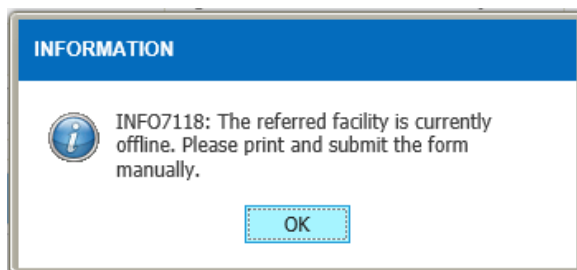 INFORMATION
INFO7118: The referred facility is currently
offline. Please print and submit the form
manually.
OK